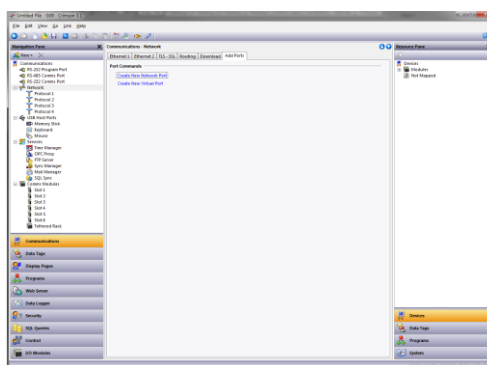 Untitled File - G09 - Crimson 3.1
File Edit View Go Link Help
Navigation Pane
Communications - Network
Resource Pane
New
Ethernet 1 Ethernet 2 TLS - SSL Routing Download Add Ports
Communications
RS-232 Program Port
RS-485 Comms Port
RS-232 Comms Port
Network
Protocol 1
Protocol 2
Protocol 3
Protocol 4
USB Host Ports
Memory Stick
Keyboard
Mouse
Services
Time Manager
OPC Proxy
FTP Server
Sync Manager
Mail Manager
SQL Sync
Comms Modules
Slot 1
Slot 2
Slot 3
Slot 4
Slot 5
Slot 6
Tethered Rack
Port Commands
Create New Network Port
Create New Virtual Port
Devices
Modules
Not Mapped
Communications
Data Tags
Display Pages
Programs
Web Server
Data Logger
Security
SQL Queries
Control
I/O Modules
Devices
Data Tags
Programs
System